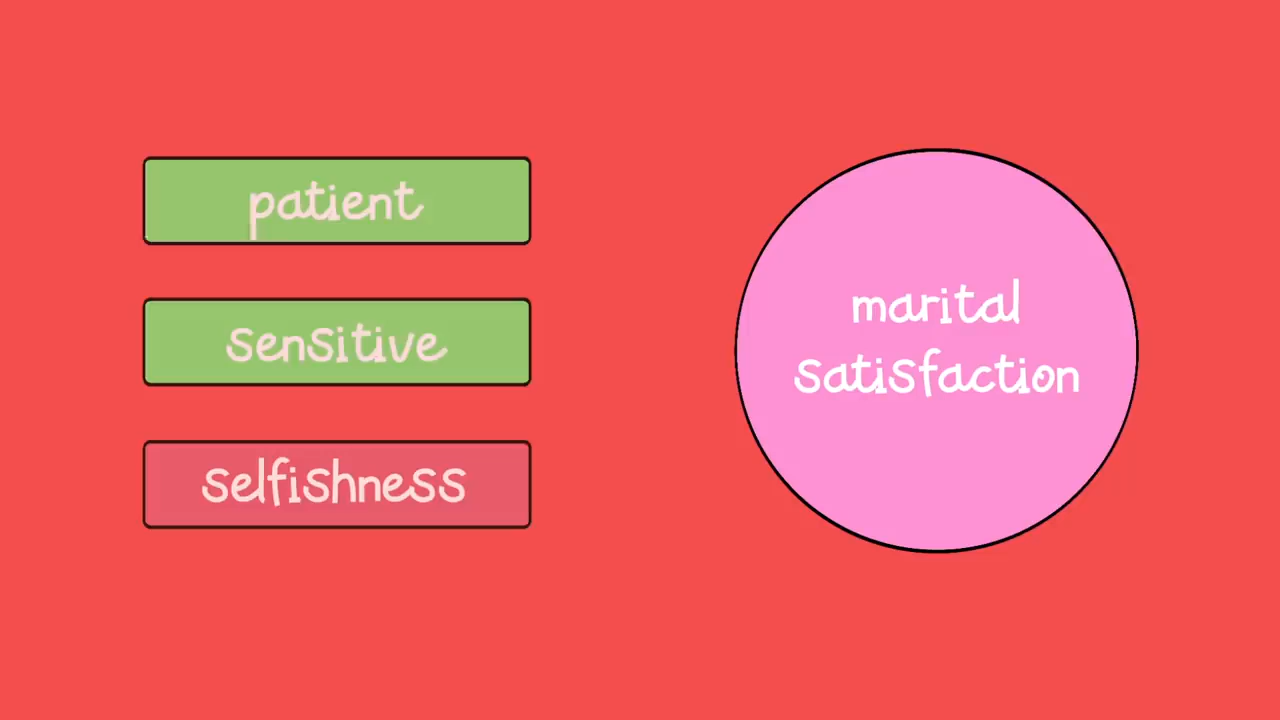 patient
sensitive
selfishness
marital
satisfaction